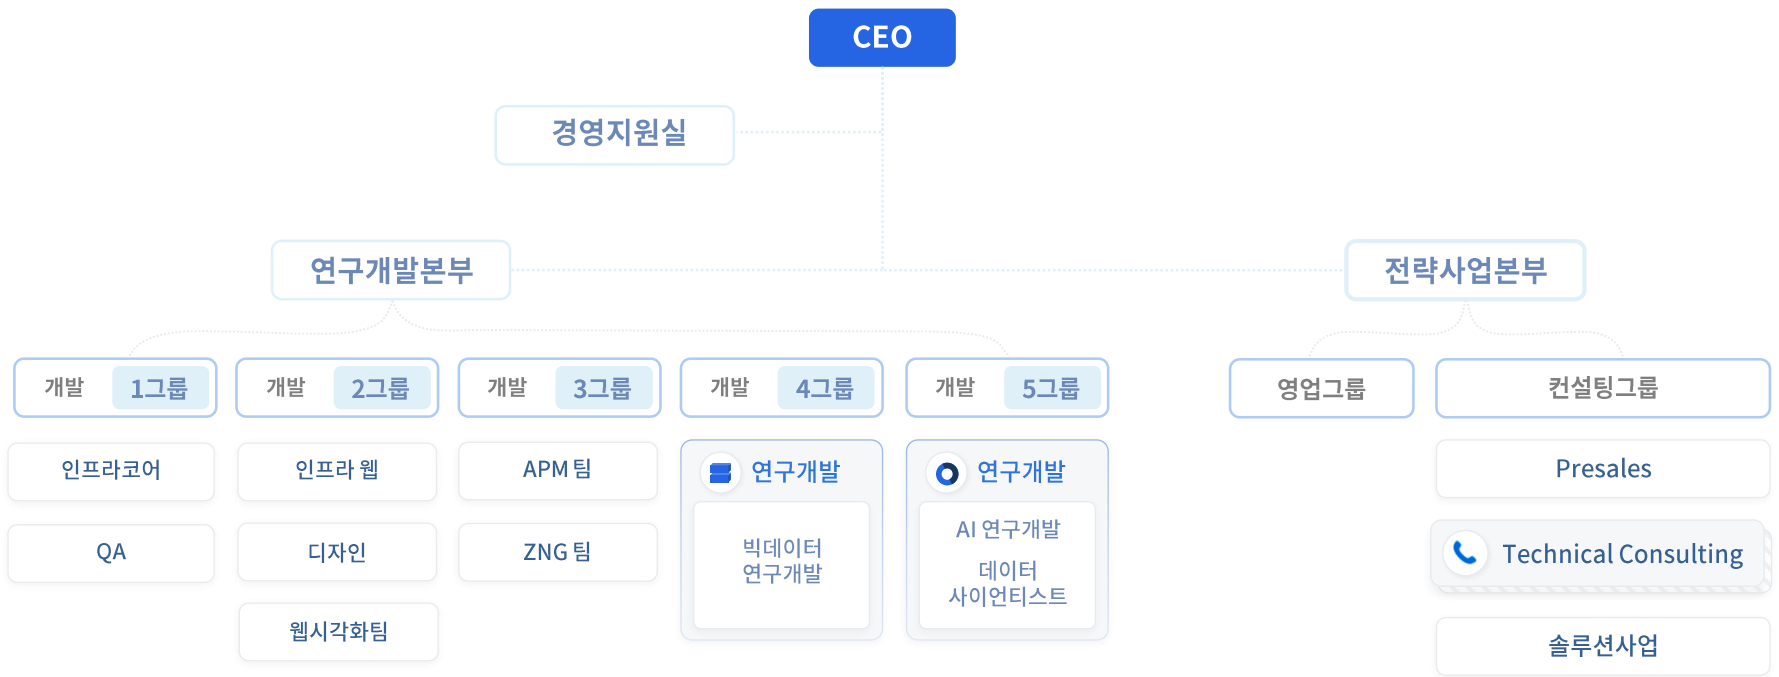 CEO
경영지원실
연구개발본부
전략사업본부
개발 1그룹
개발 2그룹
개발 3그룹
개발 4그룹
개발 5그룹
영업그룹
컨설팅그룹
인프라코어
QA
인프라 웹
디자인
웹시각화팀
APM 팀
ZNG 팀
연구개발
빅데이터
연구개발
연구개발
AI 연구개발
데이터
사이언티스트
Presales
Technical Consulting
솔루션사업